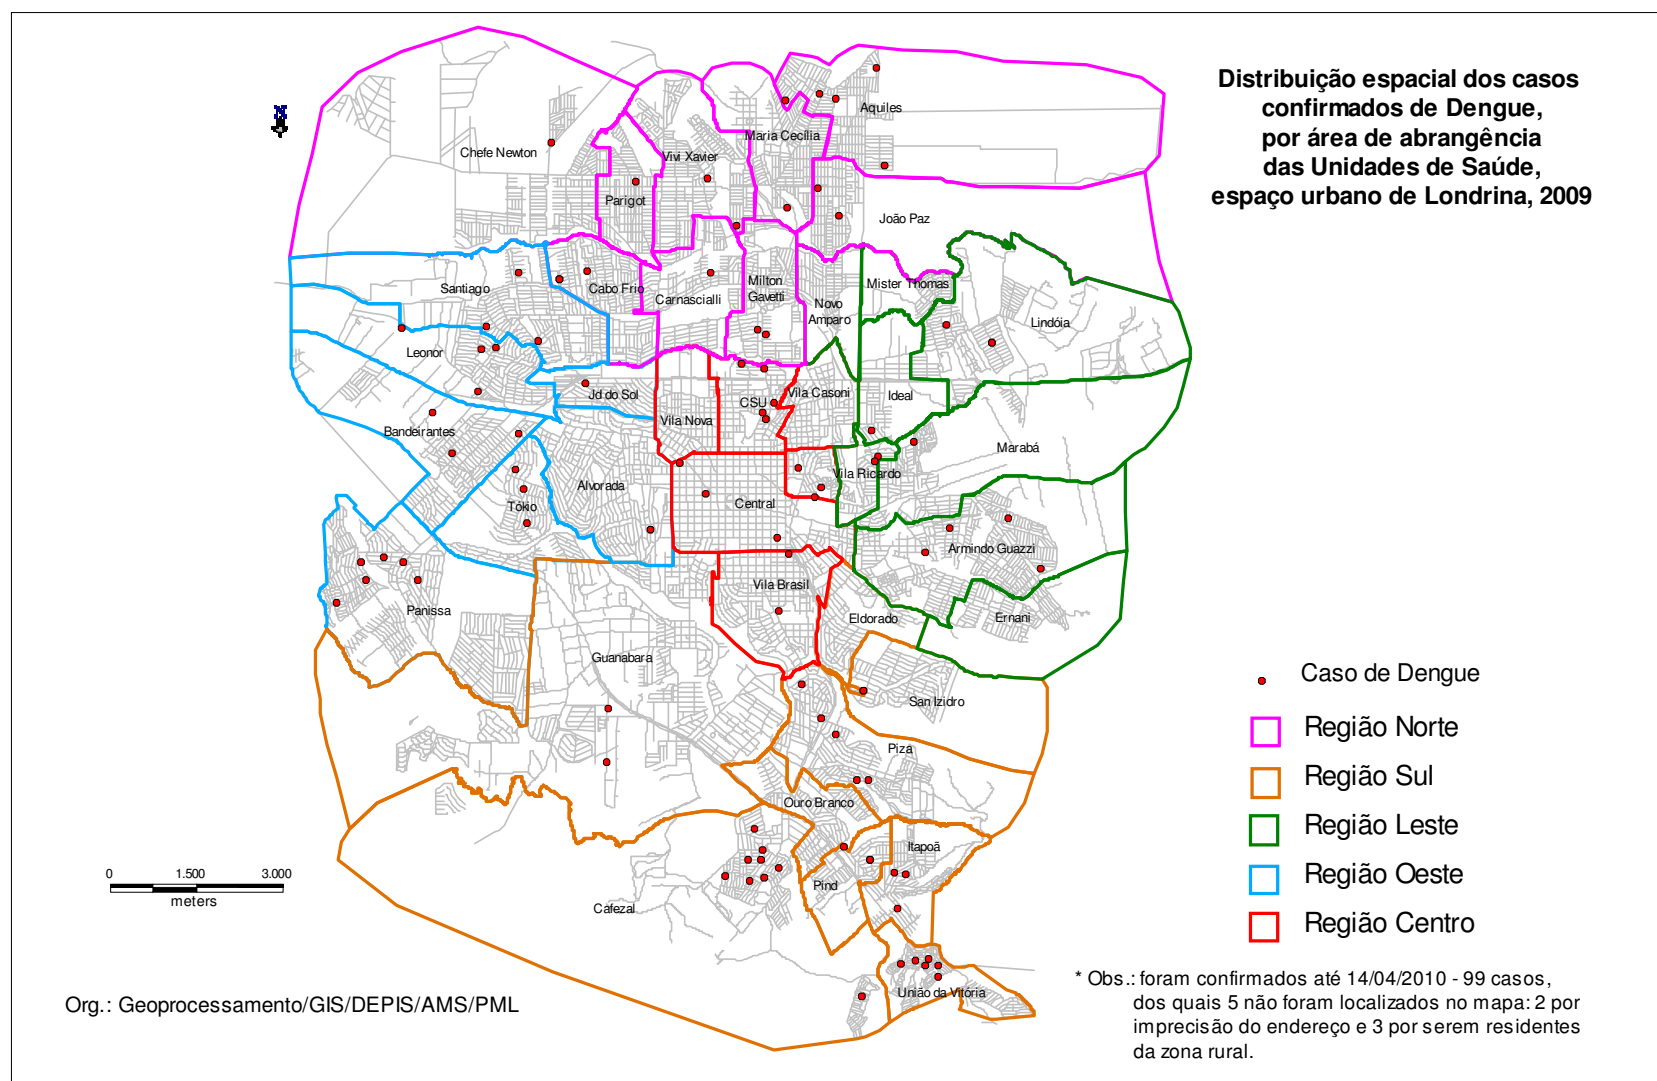 Distribuição espacial dos casos
confirmados de Dengue,
por área de abrangência
das Unidades de Saúde,
espaço urbano de Londrina, 2009
N
Aquiles
Maria Cecília
Chefe Newton
Vivi Xavier
Parigot
João Paz
Santiago
Cabo Frio
Carnascialli
Milton
Gavetti
Mister Thomas
Novo
Amparo
Lindóia
Leonor
Jd do Sol
Vila Casoni
Ideal
CSU
Vila Nova
Bandeirantes
Marabá
Vila Ricardo
Alvorada
Central
Tókio
Armindo Guazzi
Vila Brasil
Panissa
Eldorado
Ernani
Guanabara
San Izidro
Piza
Ouro Branco
Itapoã
Pind
Cafezal
União da Vitória
Caso de Dengue
Região Norte
Região Sul
Região Leste
Região Oeste
Região Centro
0 1.500 3.000
meters
Org.: Geoprocessamento/GIS/DEPIS/AMS/PML
* Obs.: foram confirmados até 14/04/2010 - 99 casos,
dos quais 5 não foram localizados no mapa: 2 por
imprecisão do endereço e 3 por serem residentes
da zona rural.